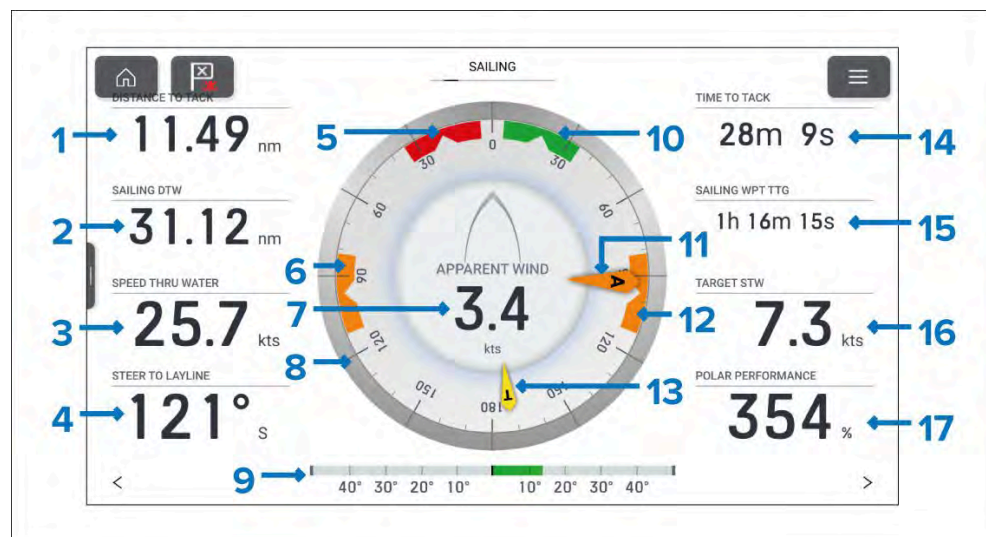 SAILING
DISTANCE TO TACK
1 11.49 nm
SAILING DTW
2 31.12 nm
SPEED THRU WATER
3 25.7 kts
STEER TO LAYLINE
4 121° S
5
6
7
8
9
30 0 30
60 60
90
120 120
150 150
180
A
T
APPARENT WIND
3.4
kts
40° 30° 20° 10° 10° 20° 30° 40°
10
11
12
13
TIME TO TACK
28m 9s 14
SAILING WPT TTG
1h 16m 15s 15
TARGET STW
7.3 kts 16
POLAR PERFORMANCE
354 % 17